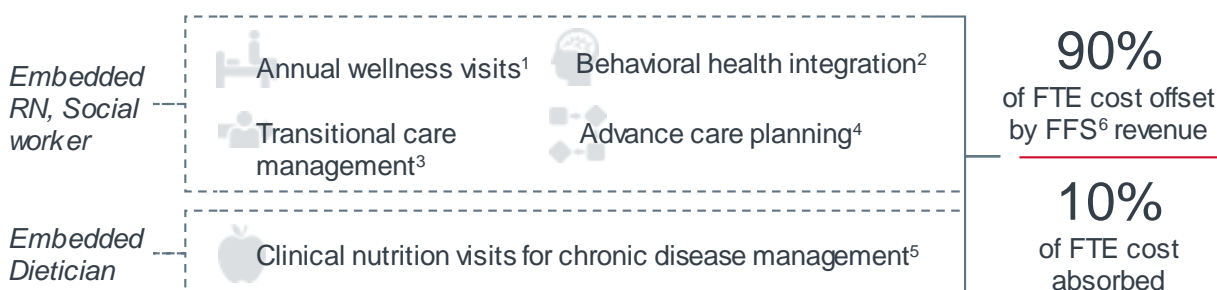 Embedded
RN, Social
worker
Annual wellness visits¹
Behavioral health integration²
Transitional care
management³
Advance care planning⁴
90%
of FTE cost offset
by FFS⁶ revenue
Embedded
Dietician
Clinical nutrition visits for chronic disease management⁵
10%
of FTE cost
absorbed